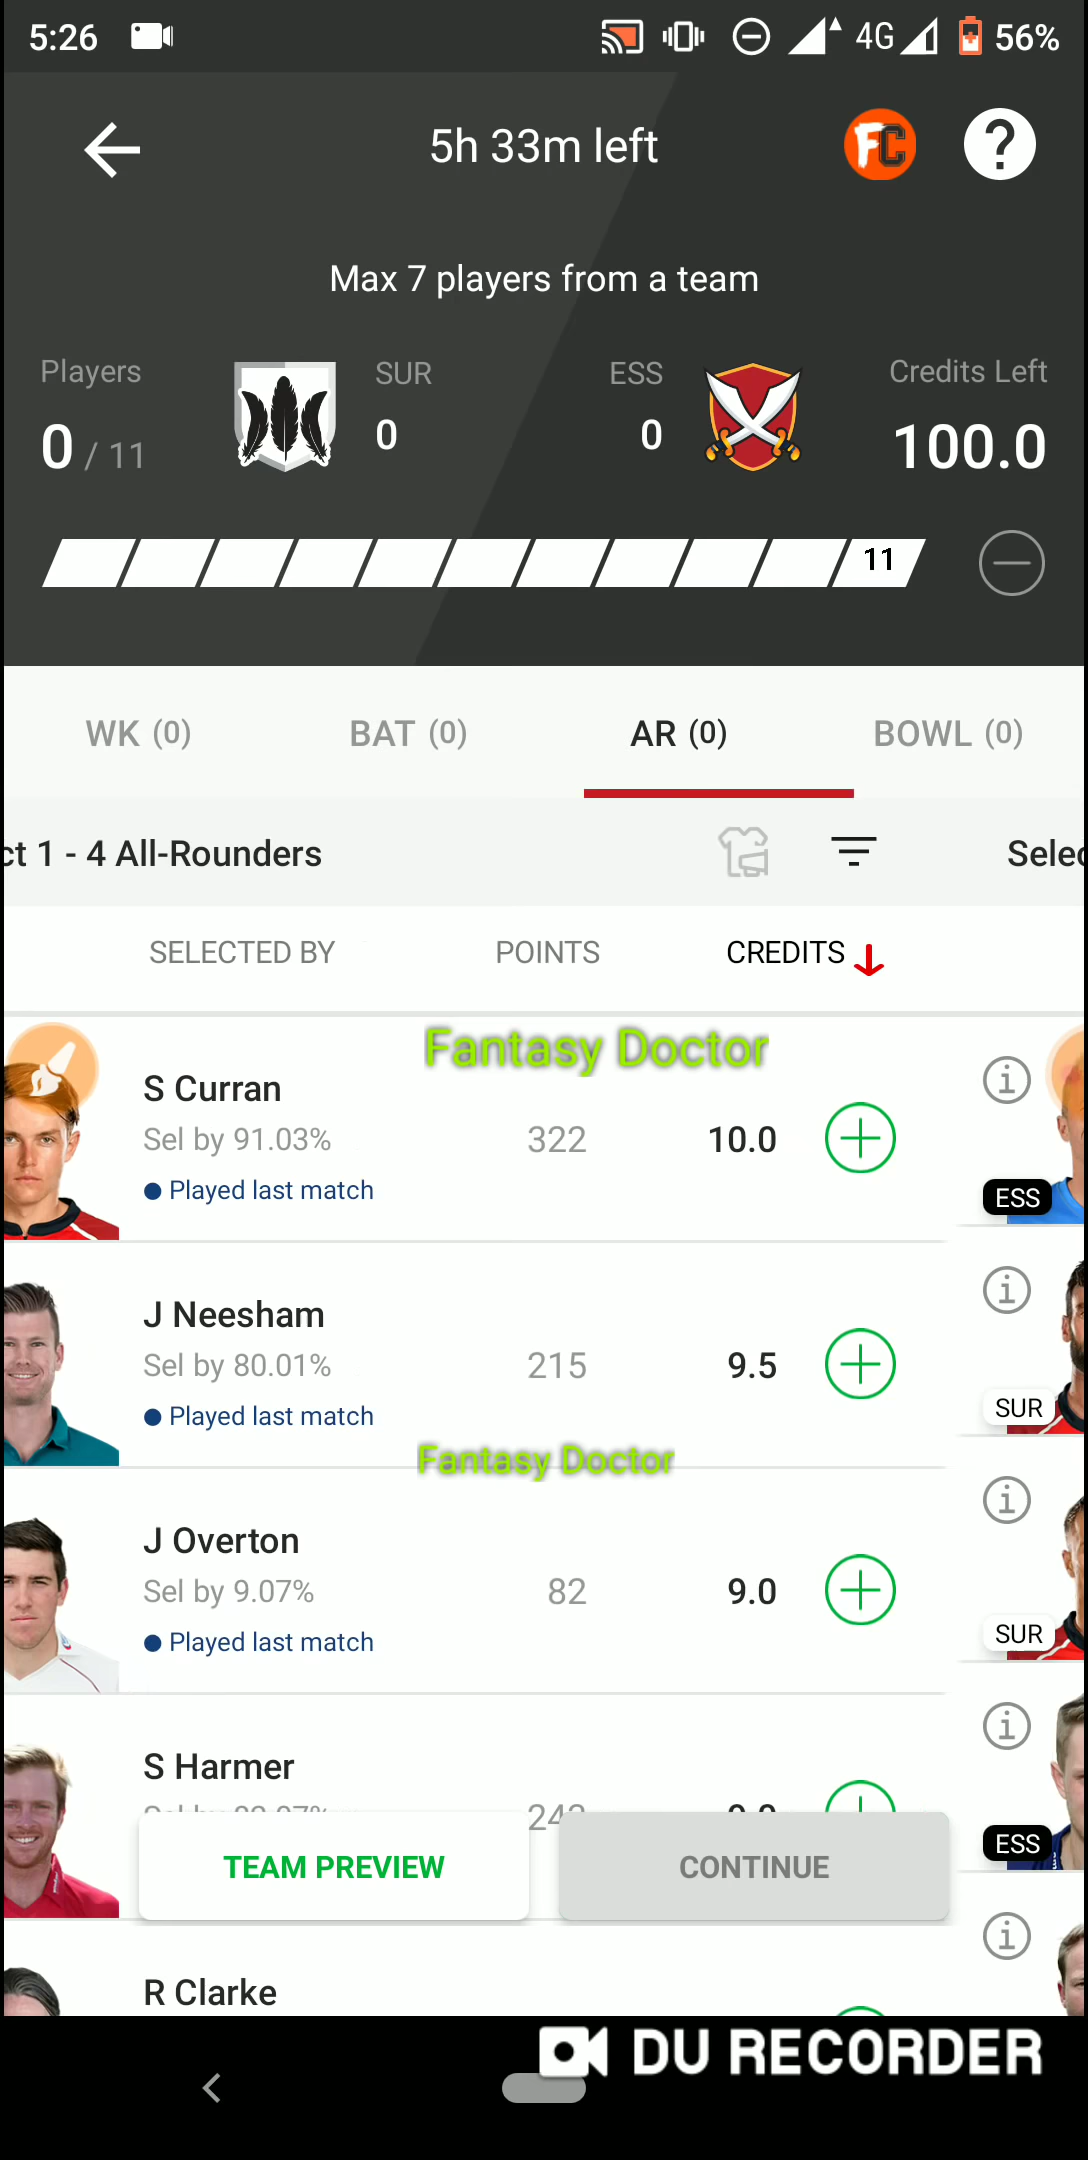 5:26 4G 56%
5h 33m left FC ?
Max 7 players from a team
Players SUR ESS Credits Left
0 / 11 0 0 100.0
11
WK (0) BAT (0) AR (0) BOWL (0)
ct 1 - 4 All-Rounders Selec
SELECTED BY POINTS CREDITS
Fantasy Doctor
S Curran
Sel by 91.03% 322 10.0
Played last match
ESS
J Neesham
Sel by 80.01% 215 9.5
Played last match
SUR
Fantasy Doctor
J Overton
Sel by 9.07% 82 9.0
Played last match
SUR
S Harmer
TEAM PREVIEW CONTINUE
ESS
R Clarke
DU RECORDER